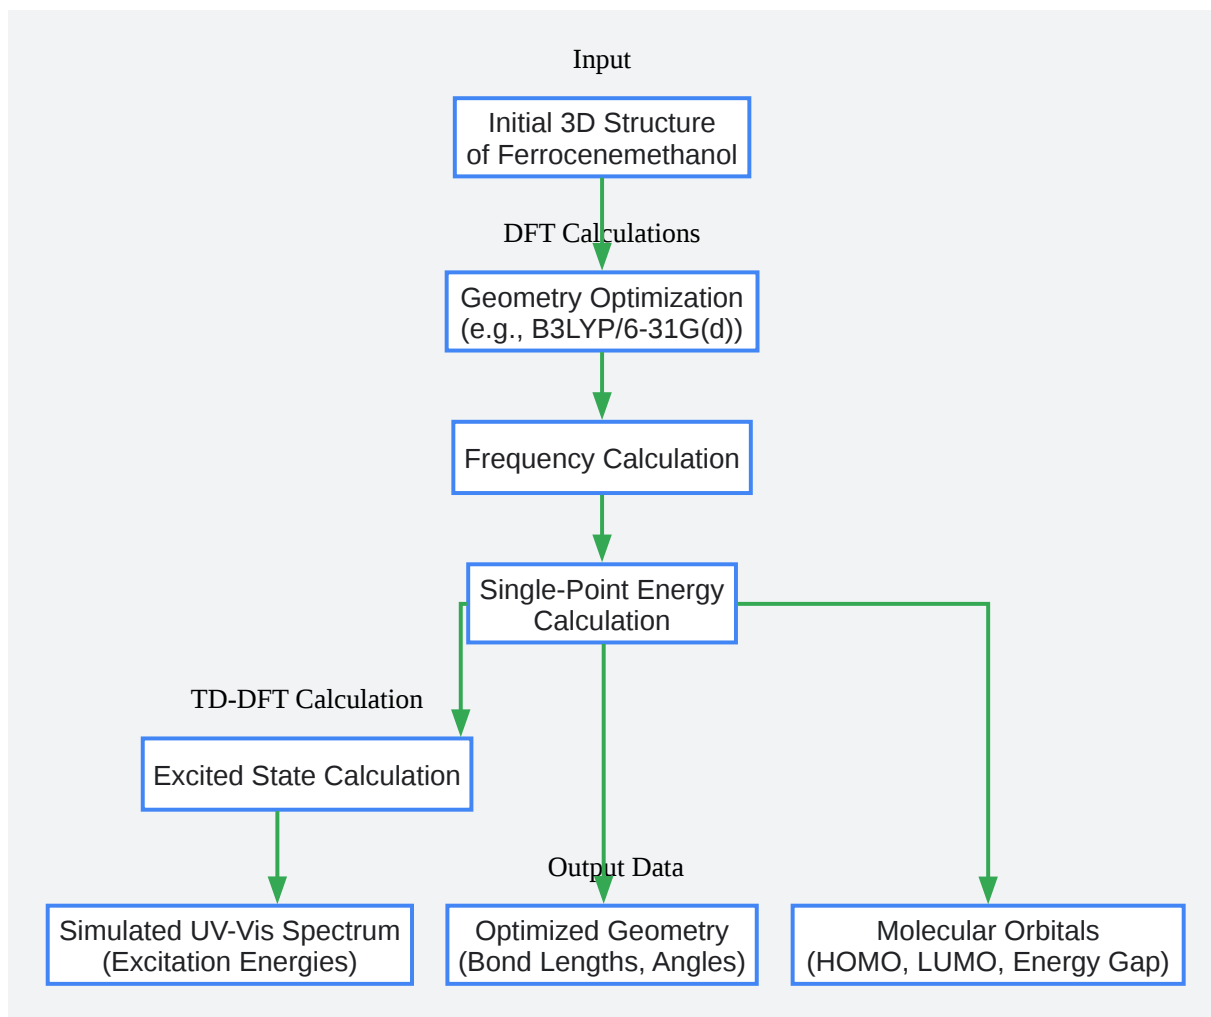 Input
Initial 3D Structure
of Ferrocenemethanol
DFT Calculations
Geometry Optimization
(e.g., B3LYP/6-31G(d))
Frequency Calculation
Single-Point Energy
Calculation
TD-DFT Calculation
Excited State Calculation
Output Data
Simulated UV-Vis Spectrum
(Excitation Energies)
Optimized Geometry
(Bond Lengths, Angles)
Molecular Orbitals
(HOMO, LUMO, Energy Gap)